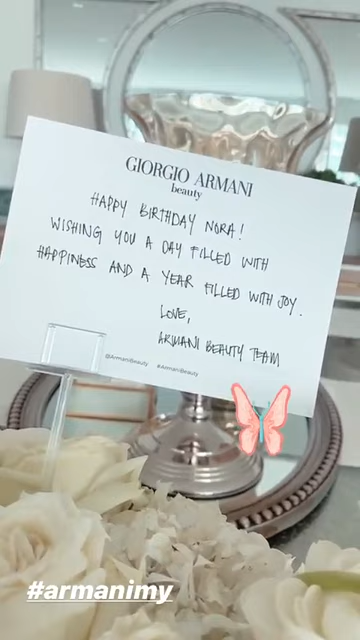 GIORGIO ARMANI
beauty
HAPPY BIRTHDAY NORA!
WISHING YOU A DAY FILLED WITH
HAPPINESS AND A YEAR FILLED WITH JOY.
LOVE,
ARMANI BEAUTY TEAM
@ArmaniBeauty #ArmaniBeauty
#armanimy